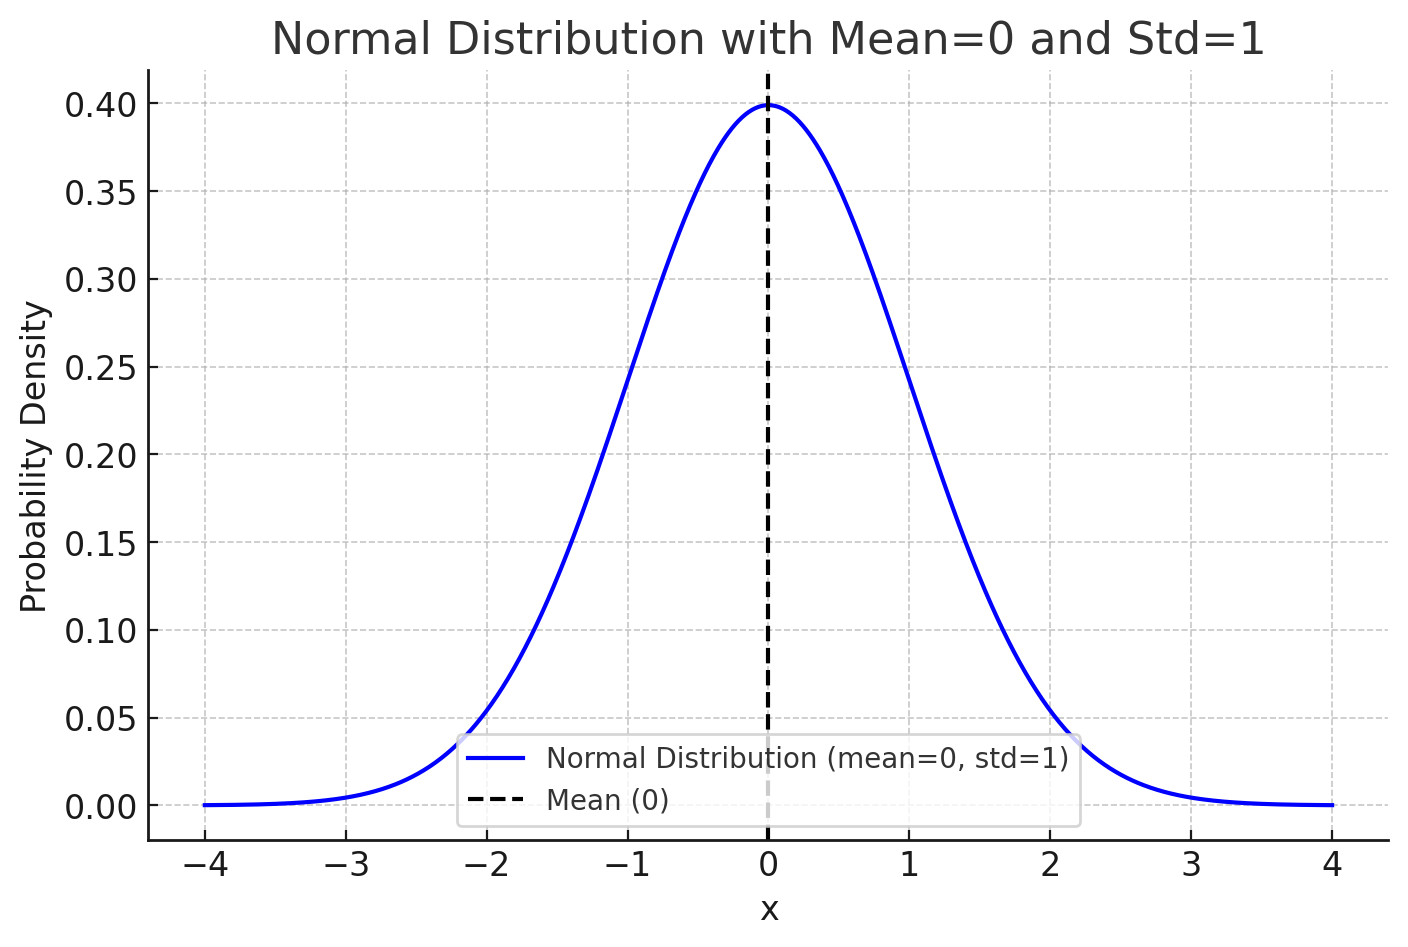 Normal Distribution with Mean=0 and Std=1
0.40
0.35
0.30
0.25
0.20
0.15
0.10
0.05
0.00
Probability Density
Normal Distribution (mean=0, std=1)
Mean (0)
−4 −3 −2 −1 0 1 2 3 4
x